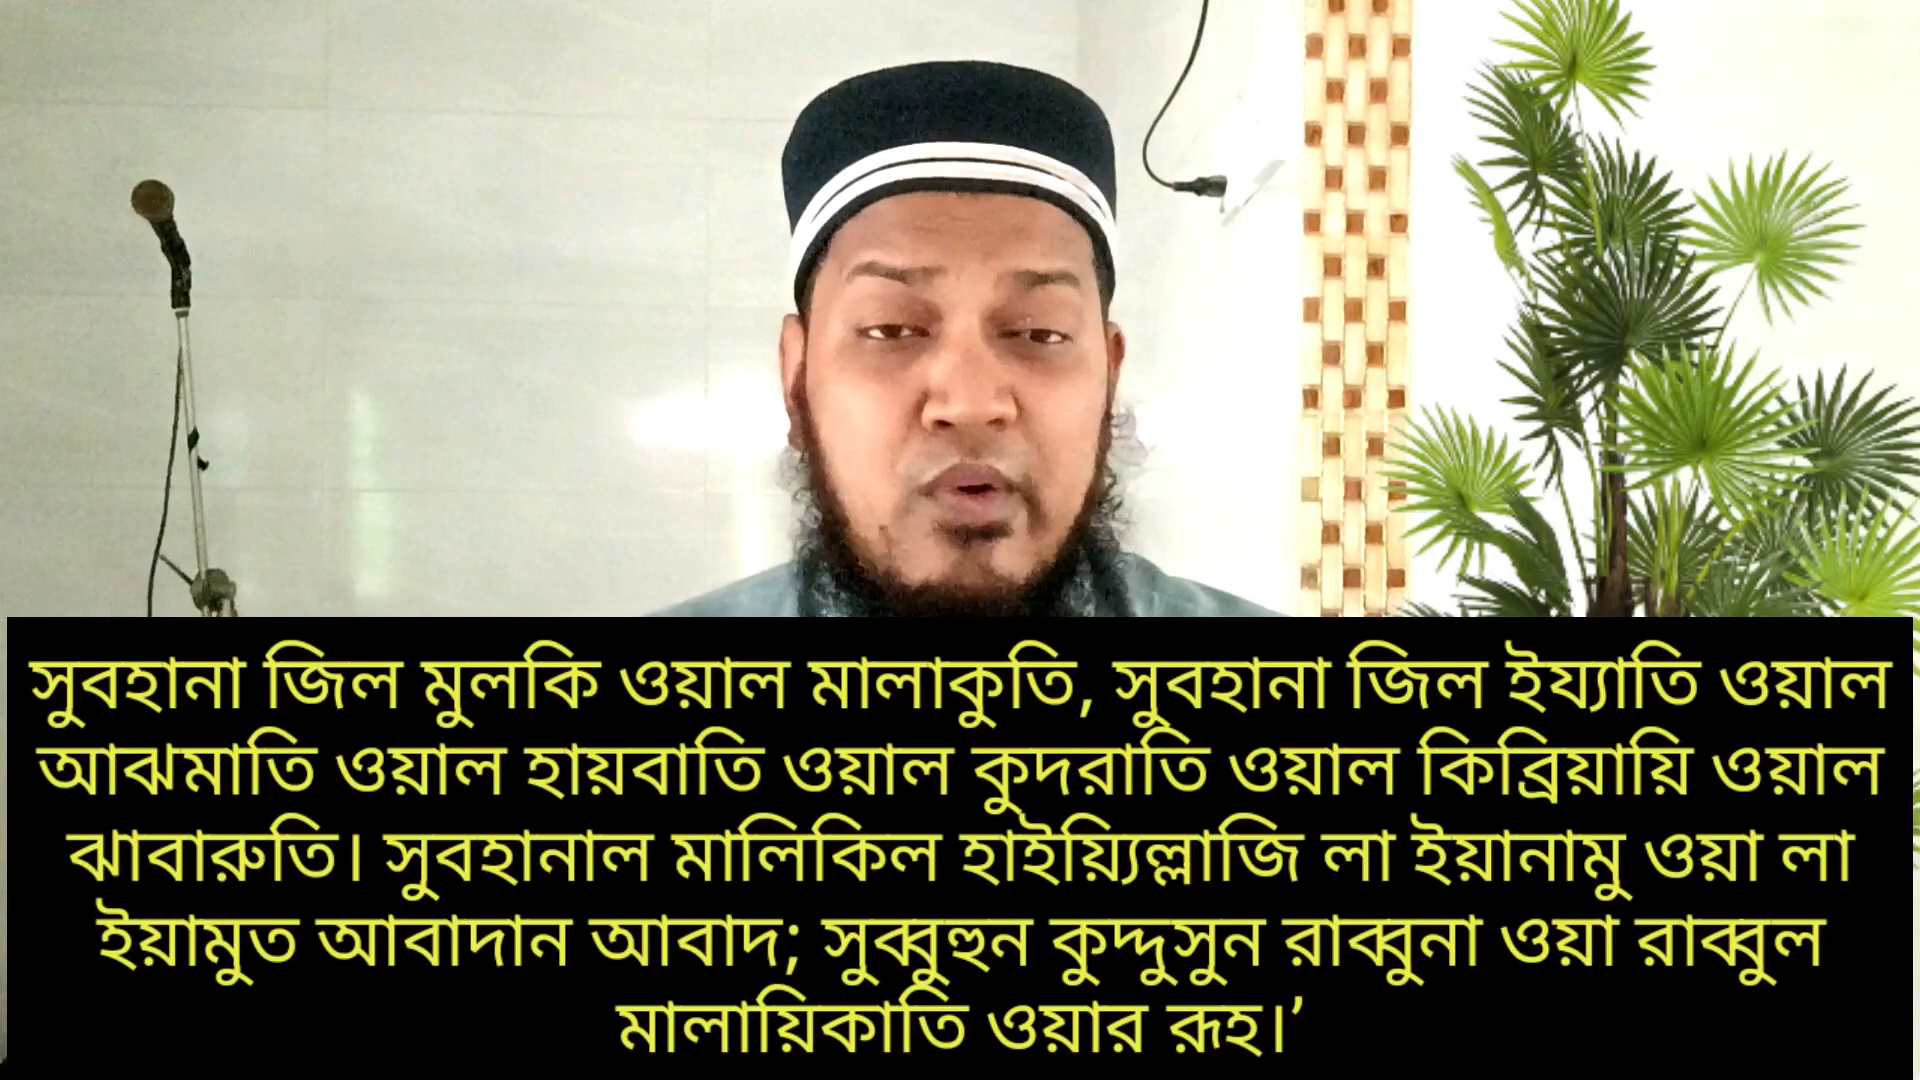 সুবহানা জিল মুলকি ওয়াল মালাকুতি, সুবহানা জিল ইয্যাতি ওয়াল
আঝমাতি ওয়াল হায়বাতি ওয়াল কুদরাতি ওয়াল কিব্রিয়ায়ি ওয়াল
ঝাবারুতি। সুবহানাল মালিকিল হাইয়্যিল্লাজি লা ইয়ানামু ওয়া লা
ইয়ামুত আবাদান আবাদ; সুব্বুহুন কুদ্দুসুন রাব্বুনা ওয়া রাব্বুল
মালায়িকাতি ওয়ার রূহ।’